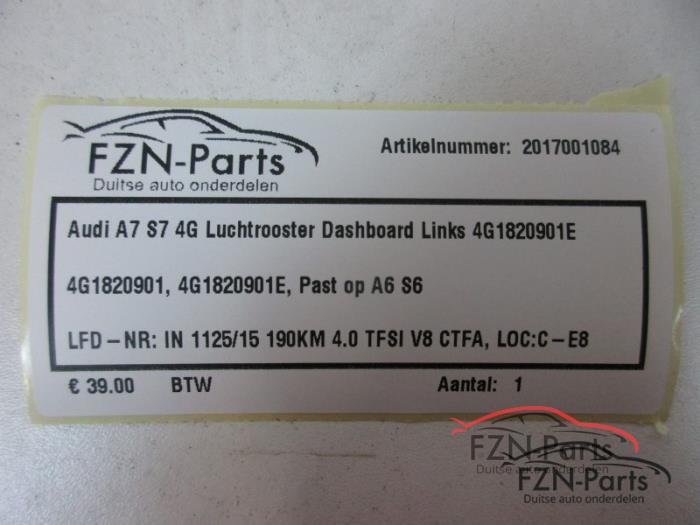 FZN-Parts
Duitse auto onderdelen
Artikelnummer: 2017001084
Audi A7 S7 4G Luchtrooster Dashboard Links 4G1820901E
4G1820901, 4G1820901E, Past op A6 S6
LFD-NR: IN 1125/15 190KM 4.0 TFSI V8 CTFA, LOC:C-E8
€ 39.00 BTW Aantal: 1
FZN-Parts
Duitse auto onderdelen
FZN-Parts
Duitse auto onderdelen